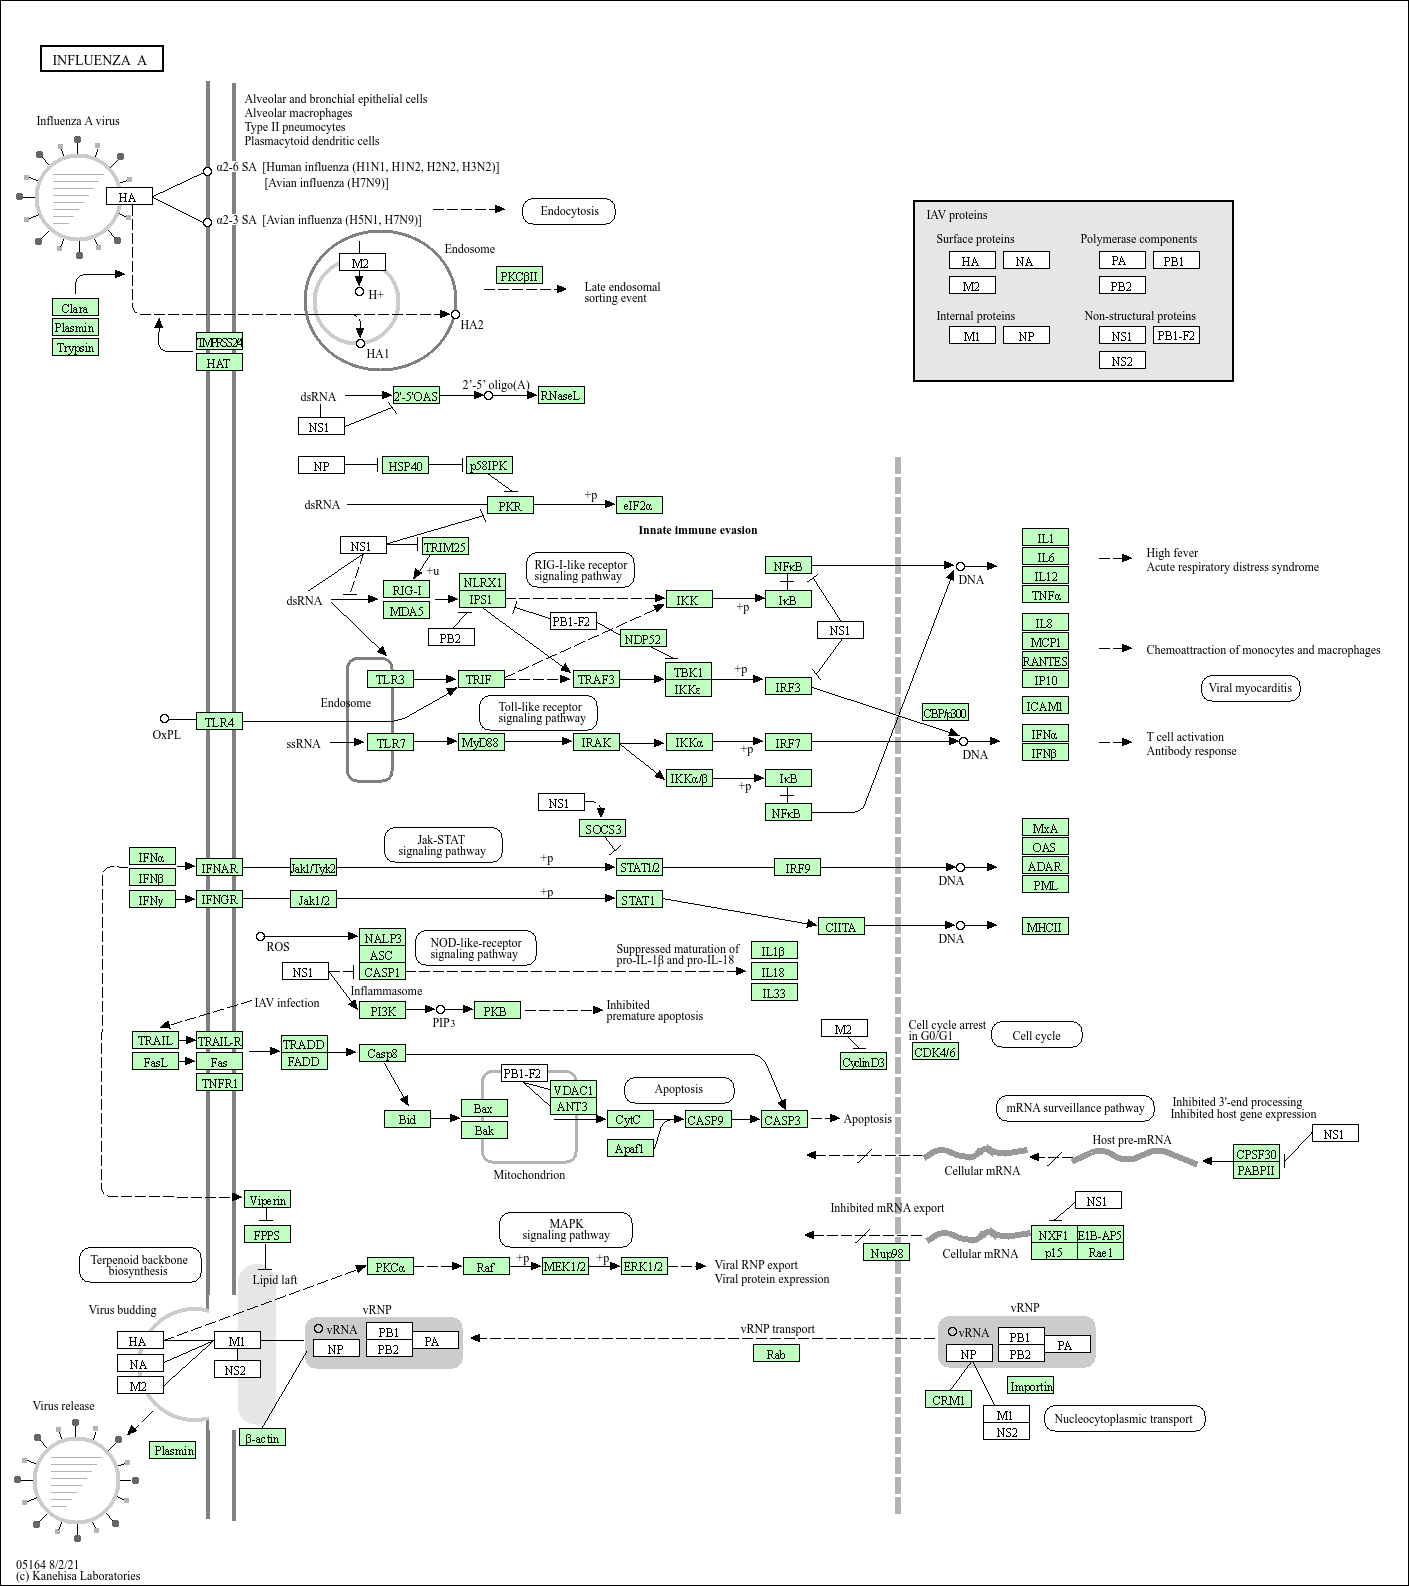 INFLUENZA A
Influenza A virus
Alveolar and bronchial epithelial cells
Alveolar macrophages
Type II pneumocytes
Plasmacytoid dendritic cells
HA
α2-6 SA [Human influenza (H1N1, H1N2, H2N2, H3N2)]
[Avian influenza (H7N9)]
α2-3 SA [Avian influenza (H5N1, H7N9)]
Endocytosis
Endosome
M2
H+
HA2
HA1
PKCβII
Late endosomal
sorting event
Clara
Plasmin
Trypsin
TMPRSS24
HAT
IAV proteins
Surface proteins
HA
NA
M2
Polymerase components
PA
PB1
PB2
Internal proteins
M1
NP
Non-structural proteins
NS1
PB1-F2
NS2
dsRNA
2'-5'OAS
2'-5' oligo(A)
RNaseL
NS1
NP
HSP40
p58IPK
dsRNA
PKR
+p
eIF2α
Innate immune evasion
NS1
TRIM25
+u
RIG-I-like receptor
signaling pathway
dsRNA
RIG-I
MDA5
NLRX1
IPS1
PB2
PB1-F2
NDP52
IKK
+p
NFκB
IκB
NS1
DNA
IL1
IL6
IL12
TNFα
High fever
Acute respiratory distress syndrome
IL8
MCP1
RANTES
IP10
ICAM1
Chemoattraction of monocytes and macrophages
Viral myocarditis
Endosome
TLR3
TRIF
TRAF3
TBK1
IKKε
+p
IRF3
CBP/p300
OxPL
TLR4
Toll-like receptor
signaling pathway
ssRNA
TLR7
MyD88
IRAK
IKKα
+p
IRF7
DNA
IFNα
IFNβ
T cell activation
Antibody response
IKKα/β
+p
IκB
NFκB
NS1
SOCS3
Jak-STAT
signaling pathway
IFNα
IFNβ
IFNAR
Jak1/Tyk2
+p
STAT1/2
IRF9
DNA
MxA
OAS
ADAR
PML
IFNγ
IFNGR
Jak1/2
+p
STAT1
CIITA
DNA
MHCII
ROS
NALP3
ASC
CASP1
NOD-like-receptor
signaling pathway
NS1
Inflammasome
Suppressed maturation of
pro-IL-1β and pro-IL-18
IL1β
IL18
IL33
IAV infection
PI3K
PIP3
PKB
Inhibited
premature apoptosis
M2
CyclinD3
Cell cycle arrest
in G0/G1
CDK4/6
Cell cycle
TRAIL
TRAIL-R
FasL
Fas
TNFR1
TRADD
FADD
Casp8
PB1-F2
VDAC1
ANT3
Apoptosis
Bid
Bax
Bak
CytC
CASP9
CASP3
Apoptosis
Apaf1
Mitochondrion
mRNA surveillance pathway
Inhibited 3'-end processing
Inhibited host gene expression
NS1
Host pre-mRNA
CPSF30
PABPII
Cellular mRNA
Viperin
FPPS
Lipid laft
Inhibited mRNA export
NS1
NXF1
E1B-AP5
p15
Rae1
Cellular mRNA
Nup98
MAPK
signaling pathway
Terpenoid backbone
biosynthesis
PKCα
Raf
+p
MEK1/2
+p
ERK1/2
Viral RNP export
Viral protein expression
Virus budding
HA
NA
M2
M1
NS2
vRNP
vRNA
NP
PB1
PB2
PA
vRNP transport
Rab
vRNP
vRNA
NP
PB1
PB2
PA
CRM1
Importin
M1
NS2
Nucleocytoplasmic transport
Virus release
Plasmin
β-actin
05164 8/2/21
(c) Kanehisa Laboratories